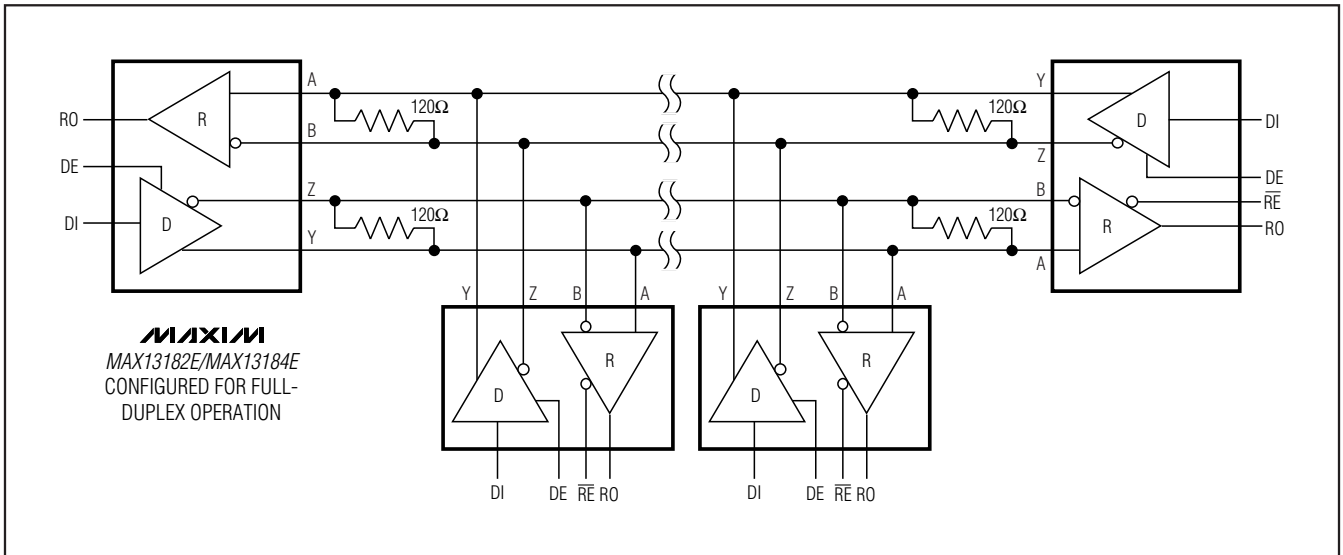 A
Y
120Ω
120Ω
RO
R
B
D
DI
Z
DE
DE
Z
B
RE
120Ω
120Ω
DI
D
R
RO
Y
A
Y
Z
B
A
Y
Z
B
A
MAXIM
MAX13182E/MAX13184E
CONFIGURED FOR FULL-
DUPLEX OPERATION
R
D
R
D
DI
DE
RE
RO
DI
DE
RE
RO